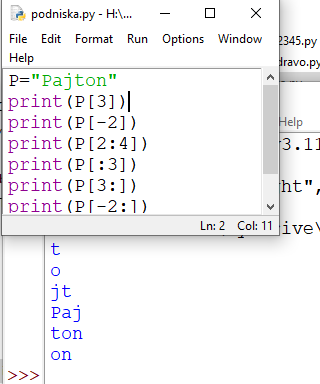 podniska.py - H:\...
File Edit Format Run Options Window
Help
P="Pajton"
print(P[3])
print(P[-2])
print(P[2:4])
print(P[:3])
print(P[3:])
print(P[-2:])
Ln: 2 Col: 11
2345.py
dravo.py
Help
3.11
ht",
ive\
t
o
jt
Paj
ton
on
>>>